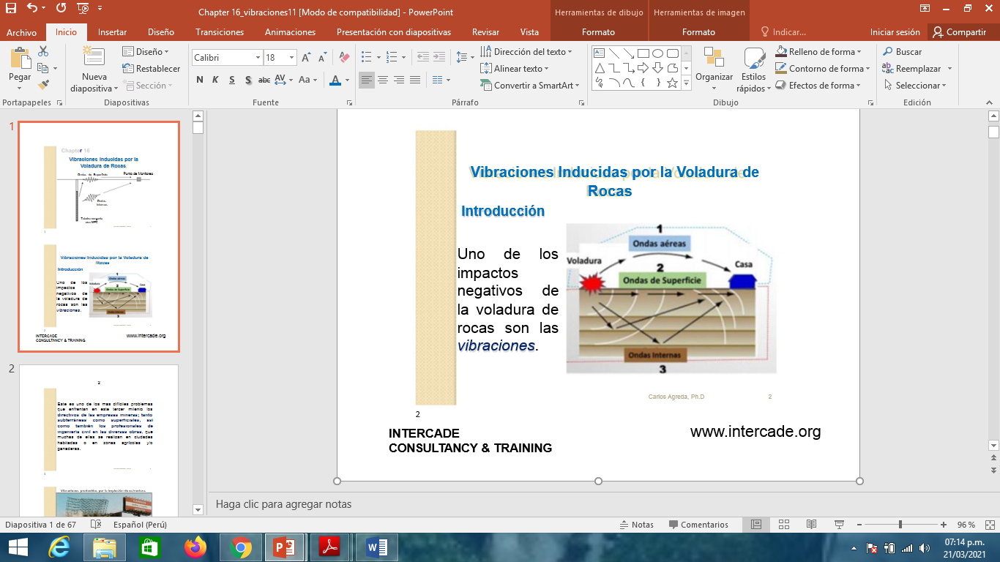 Chapter 16_vibraciones11 [Modo de compatibilidad] - PowerPoint
Herramientas de dibujo
Herramientas de imagen
Archivo
Inicio
Insertar
Diseño
Transiciones
Animaciones
Presentación con diapositivas
Revisar
Vista
Formato
Formato
Indicar...
Iniciar sesión
Compartir
Pegar
Nueva
diapositiva
Diseño
Restablecer
Sección
Calibri
18
N K S S abc AV Aa A
Dirección del texto
Alinear texto
Convertir a SmartArt
Organizar
Estilos
rápidos
Relleno de forma
Contorno de forma
Efectos de forma
Buscar
Reemplazar
Seleccionar
Portapapeles
Diapositivas
Fuente
Párrafo
Dibujo
Edición
1
Chapter 16
Vibraciones Inducidas por la
Voladura de Rocas
Ondas de Superficie
Punto de Monitoreo
Ondas
Internas
Vibraciones Inducidas por la Voladura de
Rocas
Introducción
Uno de los
impactos
negativos de
la voladura de
rocas son las
vibraciones.
INTERCADE
CONSULTANCY & TRAINING
www.intercade.org
2
2
Este es uno de los mas difíciles problemas
que enfrentan en este tercer milenio los
directivos de las empresas mineras; tanto
subterráneas como superficiales, así
como también los profesionales de
ingeniería civil en las diversas obras, que
muchas de ellas se realizan en ciudades
habitadas o en zonas agrícolas y/o
ganaderas.
Vibraciones Inducidas por la Voladura de
Rocas
Introducción
Uno de los
impactos
negativos de
la voladura de
rocas son las
vibraciones.
1
Ondas aéreas
Voladura
2
Casa
Ondas de Superficie
Ondas Internas
3
Carlos Agreda, Ph.D
2
2
INTERCADE
CONSULTANCY & TRAINING
www.intercade.org
Haga clic para agregar notas
Diapositiva 1 de 67
Español (Perú)
Notas
Comentarios
96 %
07:14 p.m.
21/03/2021